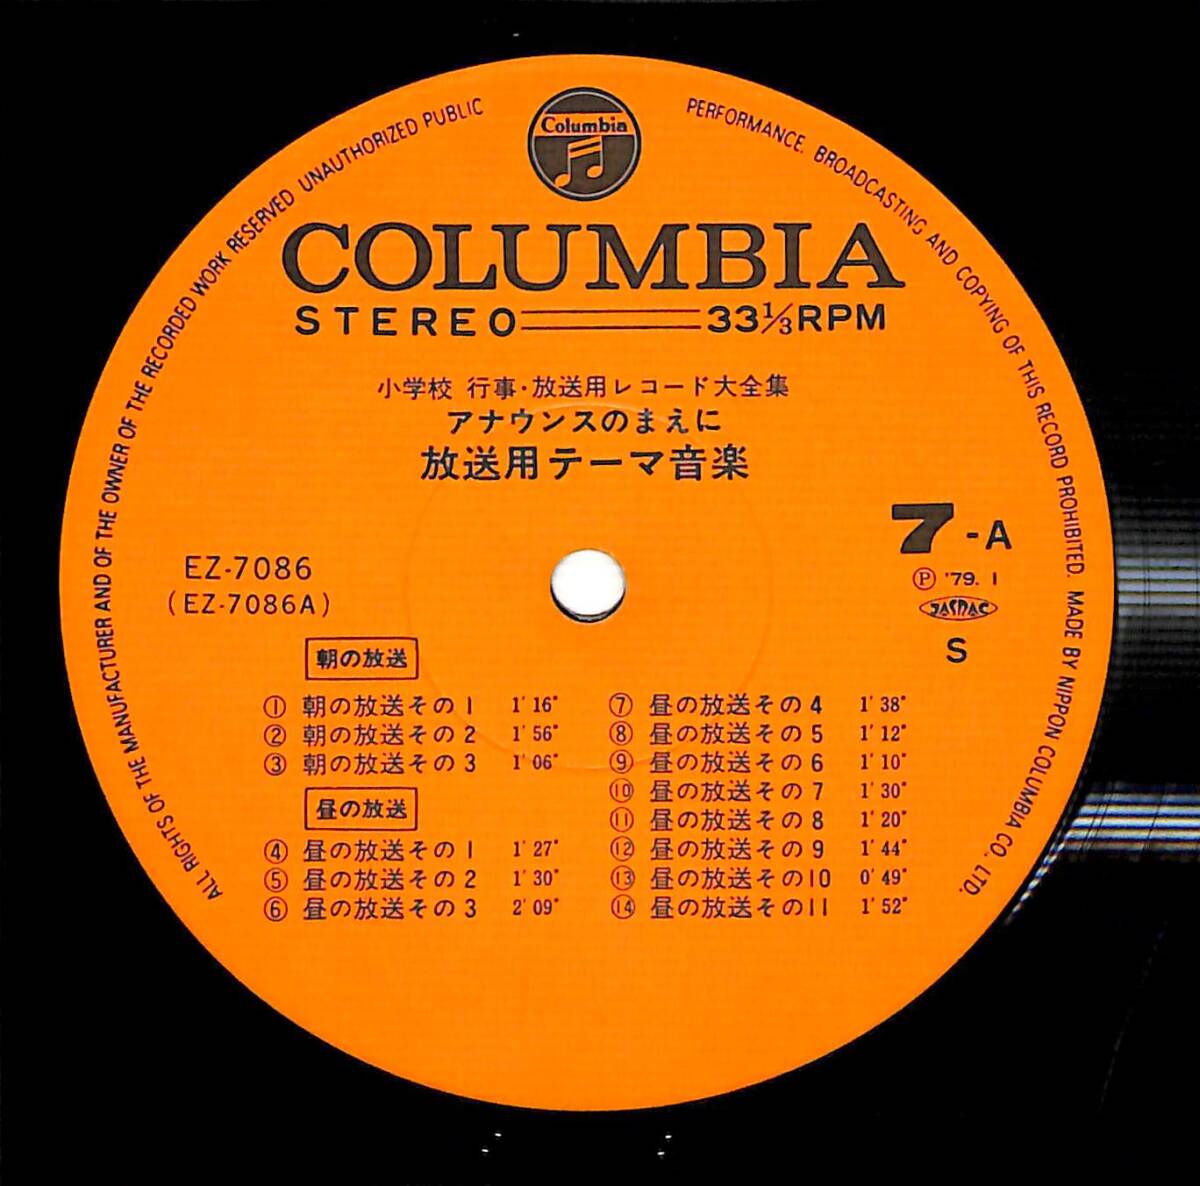 ALL RIGHTS OF THE MANUFACTURER AND OF THE OWNER OF THE RECORDED WORK RESERVED UNAUTHORIZED PUBLIC PERFORMANCE. BROADCASTING AND COPYING OF THIS RECORD PROHIBITED. MADE BY NIPPON COLUMBIA CO., LTD.
Columbia
COLUMBIA
STEREO 33⅓RPM
小学校 行事・放送用レコード大全集
アナウンスのまえに
放送用テーマ音楽
7-A
Ⓟ '79. 1
JASRAC
S
EZ-7086
(EZ-7086A)
朝の放送
① 朝の放送その1 1'16"
② 朝の放送その2 1'56"
③ 朝の放送その3 1'06"
昼の放送
④ 昼の放送その1 1'27"
⑤ 昼の放送その2 1'30"
⑥ 昼の放送その3 2'09"
⑦ 昼の放送その4 1'38"
⑧ 昼の放送その5 1'12"
⑨ 昼の放送その6 1'10"
⑩ 昼の放送その7 1'30"
⑪ 昼の放送その8 1'20"
⑫ 昼の放送その9 1'44"
⑬ 昼の放送その10 0'49"
⑭ 昼の放送その11 1'52"